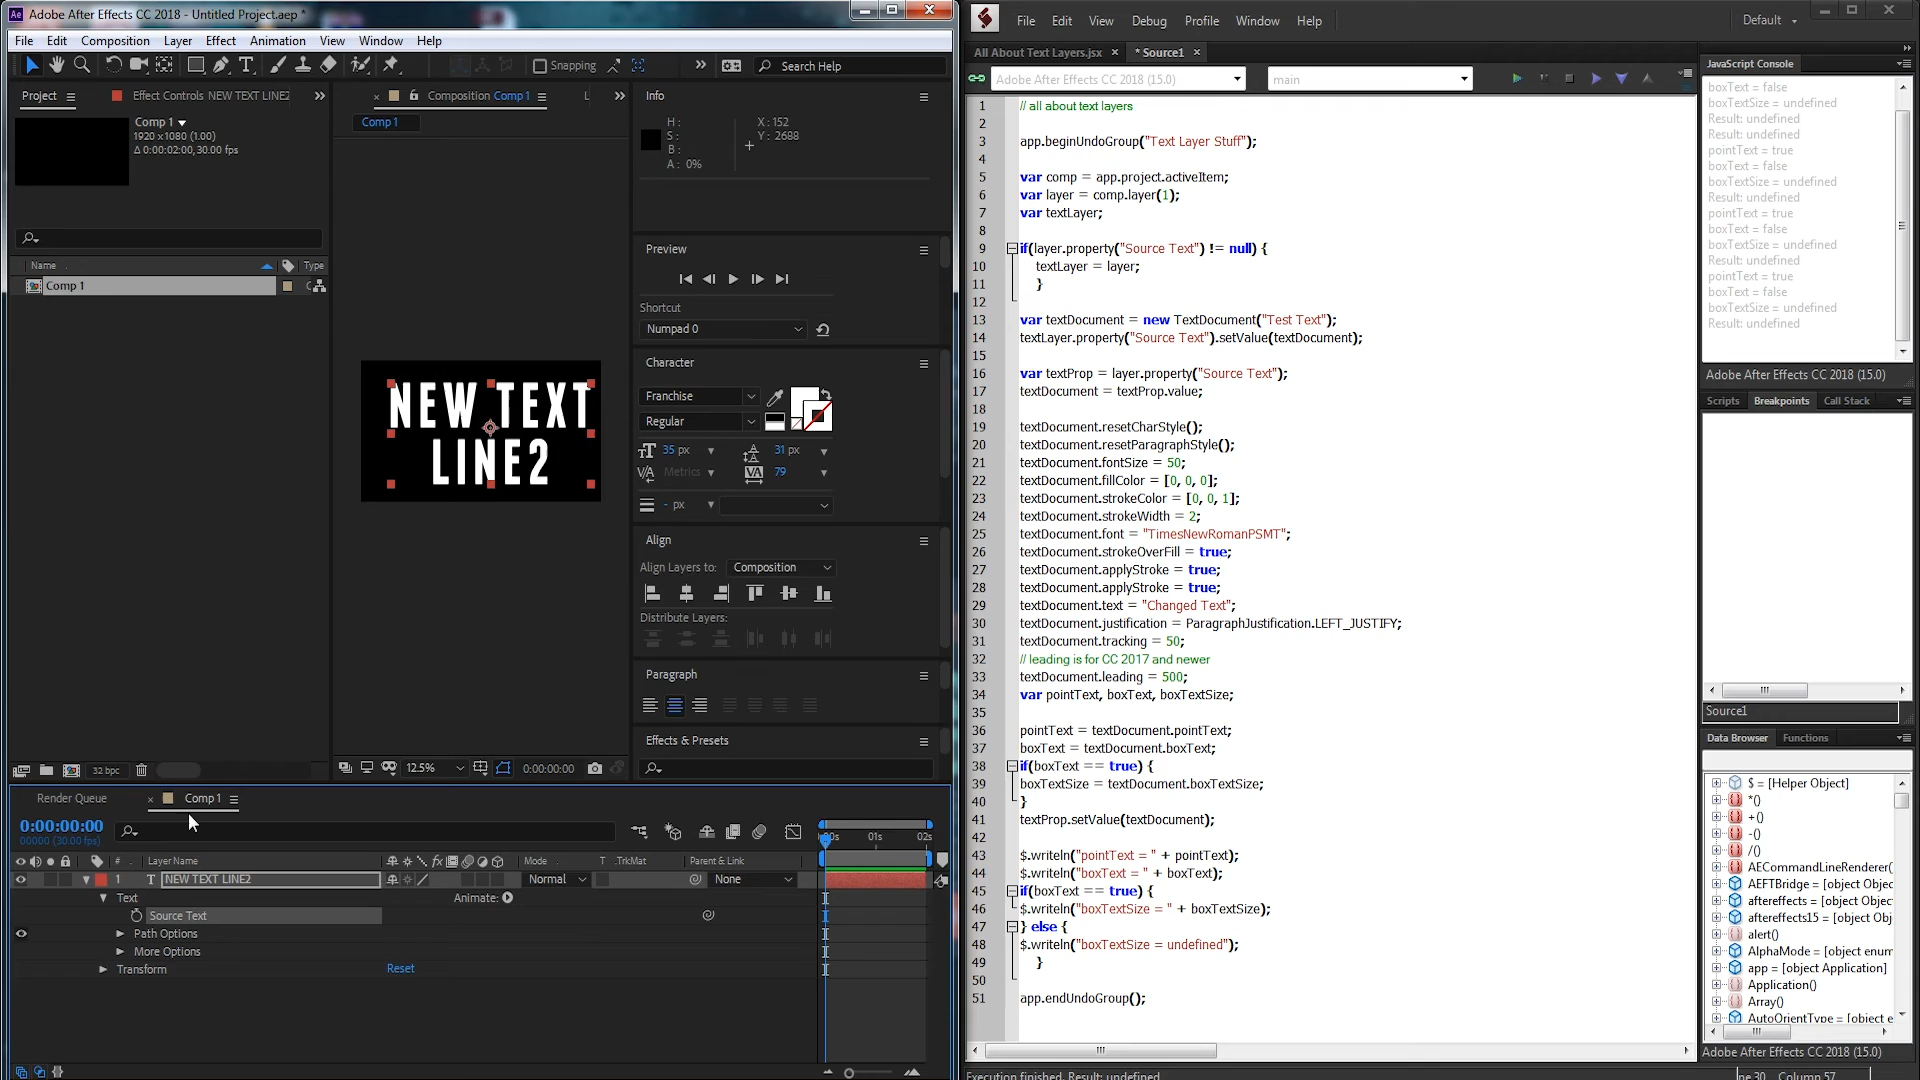 Adobe After Effects CC 2018 - Untitled Project.aep *
File Edit Composition Layer Effect Animation View Window Help
Snapping
Search Help
Project
Effect Controls NEW TEXT LINE2
Composition Comp 1
Comp 1
1920 x 1080 (1.00)
Δ 0:00:02:00, 30.00 fps
Comp 1
Name Type
Comp 1
32 bpc
NEW TEXT
LINE2
12.5% 0:00:00:00
Info
H :
S :
B :
A : 0%
X : 152
Y : 2688
Preview
Shortcut
Numpad 0
Character
Franchise
Regular
35 px 31 px
Metrics 79
- px
Align
Align Layers to: Composition
Distribute Layers:
Paragraph
Effects & Presets
Render Queue Comp 1
0:00:00:00
00000 (30.00 fps)
01s 02s
# Layer Name Mode T .TrkMat Parent & Link
1 T NEW TEXT LINE2 Normal None
Text Animate:
Source Text
Path Options
More Options
Transform Reset
File Edit View Debug Profile Window Help
Default
All About Text Layers.jsx * Source1
Adobe After Effects CC 2018 (15.0) main
1 // all about text layers
2
3 app.beginUndoGroup("Text Layer Stuff");
4
5 var comp = app.project.activeItem;
6 var layer = comp.layer(1);
7 var textLayer;
8
9 if(layer.property("Source Text") != null) {
10 textLayer = layer;
11 }
12
13 var textDocument = new TextDocument("Test Text");
14 textLayer.property("Source Text").setValue(textDocument);
15
16 var textProp = layer.property("Source Text");
17 textDocument = textProp.value;
18
19 textDocument.resetCharStyle();
20 textDocument.resetParagraphStyle();
21 textDocument.fontSize = 50;
22 textDocument.fillColor = [0, 0, 0];
23 textDocument.strokeColor = [0, 0, 1];
24 textDocument.strokeWidth = 2;
25 textDocument.font = "TimesNewRomanPSMT";
26 textDocument.strokeOverFill = true;
27 textDocument.applyStroke = true;
28 textDocument.applyStroke = true;
29 textDocument.text = "Changed Text";
30 textDocument.justification = ParagraphJustification.LEFT_JUSTIFY;
31 textDocument.tracking = 50;
32 // leading is for CC 2017 and newer
33 textDocument.leading = 500;
34 var pointText, boxText, boxTextSize;
35
36 pointText = textDocument.pointText;
37 boxText = textDocument.boxText;
38 if(boxText == true) {
39 boxTextSize = textDocument.boxTextSize;
40 }
41 textProp.setValue(textDocument);
42
43 $.writeln("pointText = " + pointText);
44 $.writeln("boxText = " + boxText);
45 if(boxText == true) {
46 $.writeln("boxTextSize = " + boxTextSize);
47 } else {
48 $.writeln("boxTextSize = undefined");
49 }
50
51 app.endUndoGroup();
Execution finished. Result: undefined
Column 57
JavaScript Console
boxText = false
boxTextSize = undefined
Result: undefined
Result: undefined
pointText = true
boxText = false
boxTextSize = undefined
Result: undefined
pointText = true
boxText = false
boxTextSize = undefined
Result: undefined
pointText = true
boxText = false
boxTextSize = undefined
Result: undefined
Adobe After Effects CC 2018 (15.0)
Scripts Breakpoints Call Stack
Source1
Data Browser Functions
$ = [Helper Object]
*()
+()
-()
/()
AECommandLineRenderer(
AEFTBridge = [object Objec
aftereffects = [object Objec
aftereffects15 = [object Obj
alert()
AlphaMode = [object enum
app = [object Application]
Application()
Array()
AutoOrientType = [object e
Adobe After Effects CC 2018 (15.0)